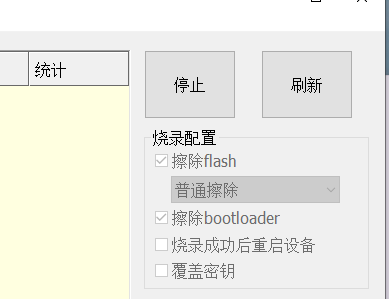 统计
停止
刷新
烧录配置
擦除flash
普通擦除
擦除bootloader
烧录成功后重启设备
覆盖密钥